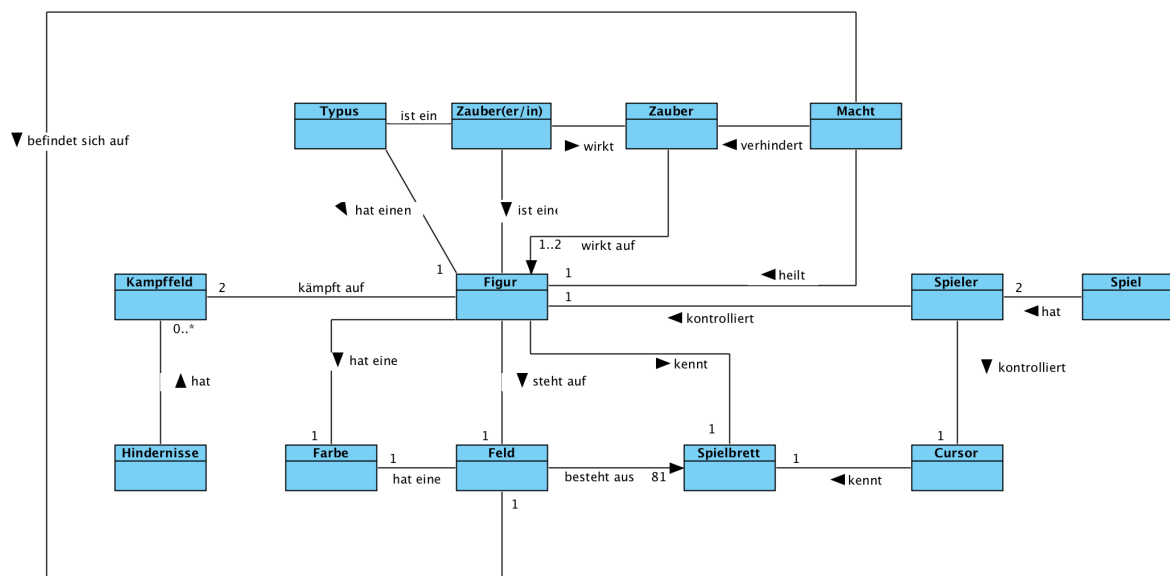 Typus
ist ein
Zauber(er/in)
Zauber
Macht
befindet sich auf
wirkt
verhindert
hat einen
ist eine
1..2
wirkt auf
1
1
heilt
Kampffeld
2
kämpft auf
Figur
1
Spieler
2
Spiel
hat
kontrolliert
0..*
hat eine
kennt
kontrolliert
hat
steht auf
1
1
1
1
Hindernisse
Farbe
1
hat eine
Feld
besteht aus
81
Spielbrett
1
kennt
Cursor
1